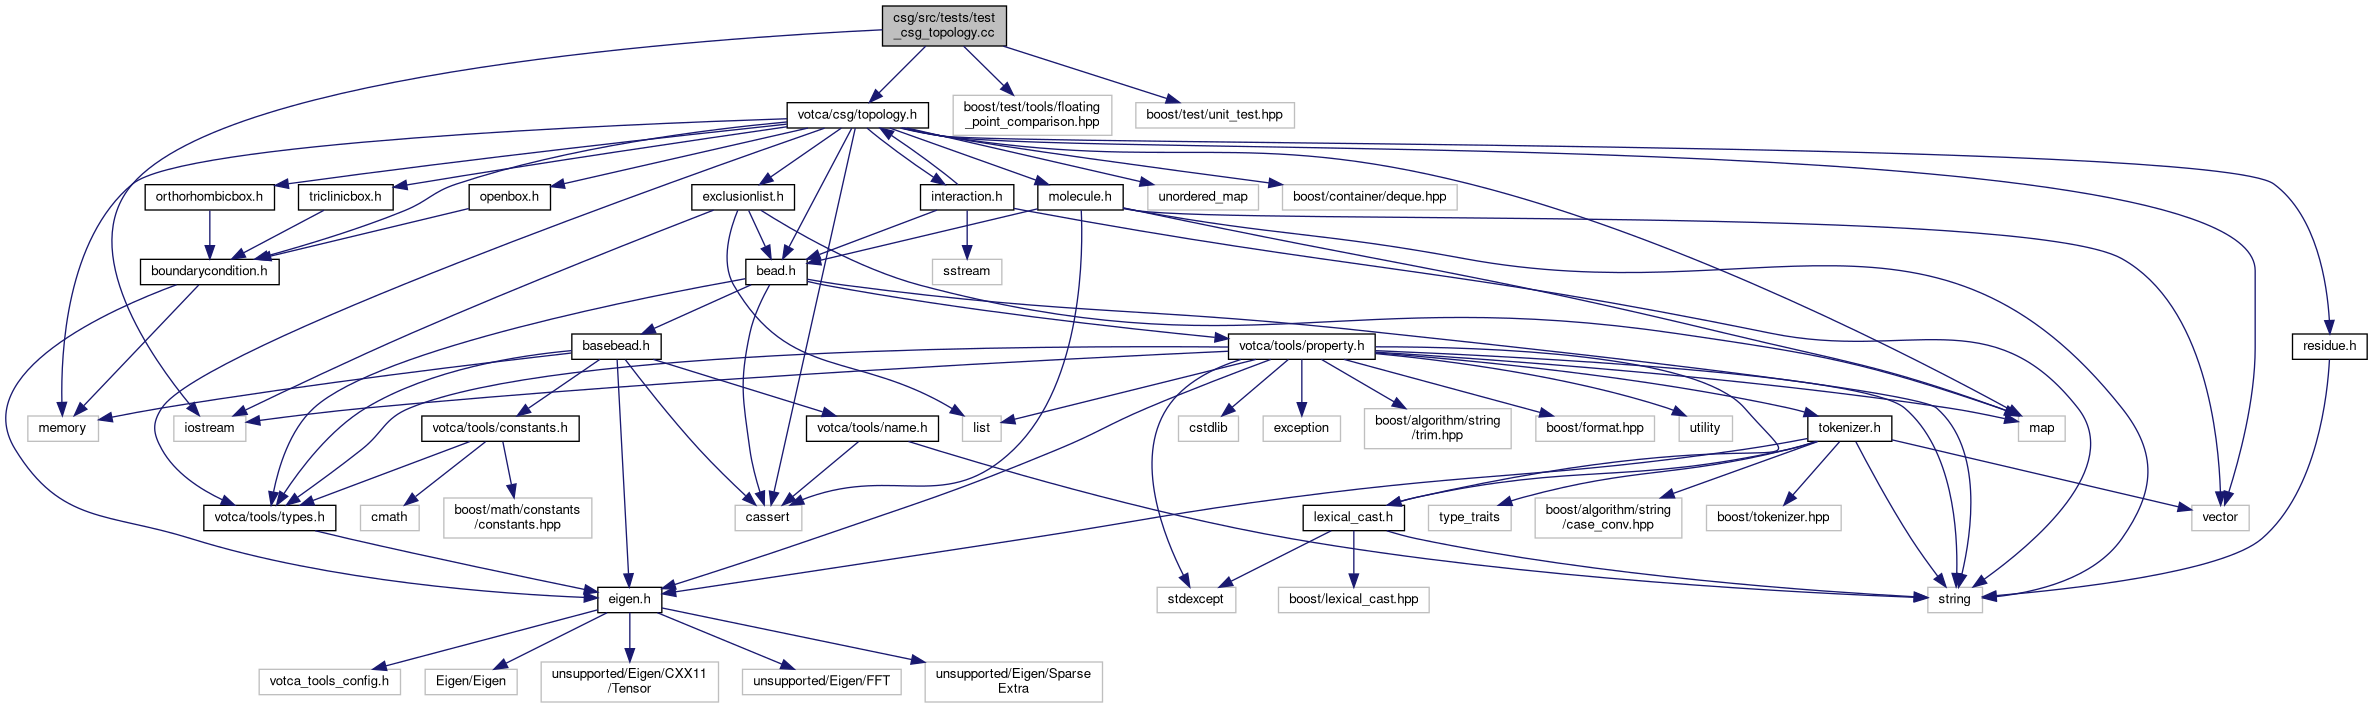 csg/src/tests/test
_csg_topology.cc
votca/csg/topology.h
boost/test/tools/floating
_point_comparison.hpp
boost/test/unit_test.hpp
orthorhombicbox.h
triclinicbox.h
openbox.h
exclusionlist.h
interaction.h
molecule.h
unordered_map
boost/container/deque.hpp
boundarycondition.h
bead.h
sstream
basebead.h
votca/tools/property.h
residue.h
memory
iostream
votca/tools/constants.h
votca/tools/name.h
list
cstdlib
exception
boost/algorithm/string
/trim.hpp
boost/format.hpp
utility
tokenizer.h
map
votca/tools/types.h
cmath
boost/math/constants
/constants.hpp
cassert
lexical_cast.h
type_traits
boost/algorithm/string
/case_conv.hpp
boost/tokenizer.hpp
vector
eigen.h
stdexcept
boost/lexical_cast.hpp
string
votca_tools_config.h
Eigen/Eigen
unsupported/Eigen/CXX11
/Tensor
unsupported/Eigen/FFT
unsupported/Eigen/Sparse
Extra